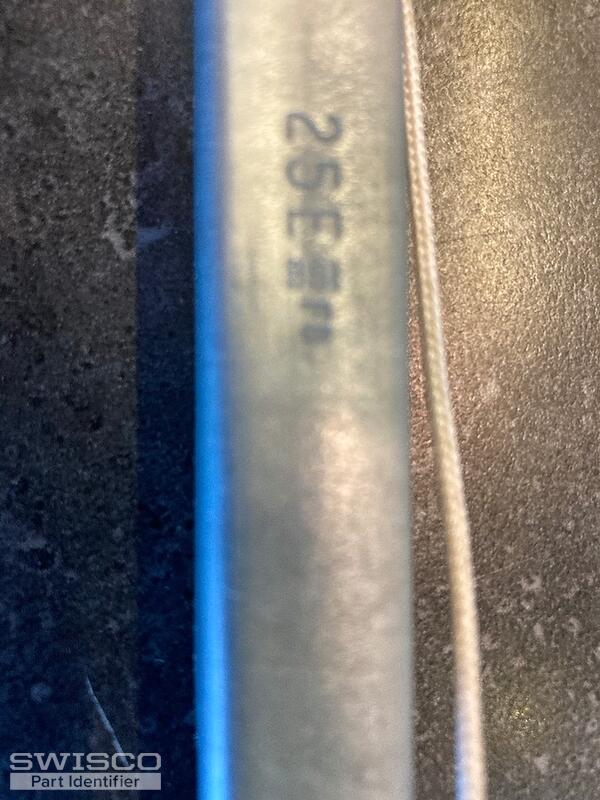 25E
SWISCO
Part Identifier